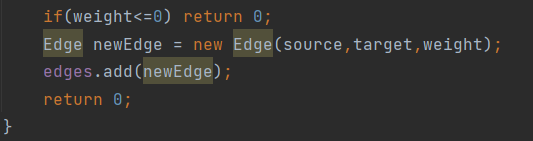 if(weight<=0) return 0;
Edge newEdge = new Edge(source,target,weight);
edges.add(newEdge);
return 0;
}